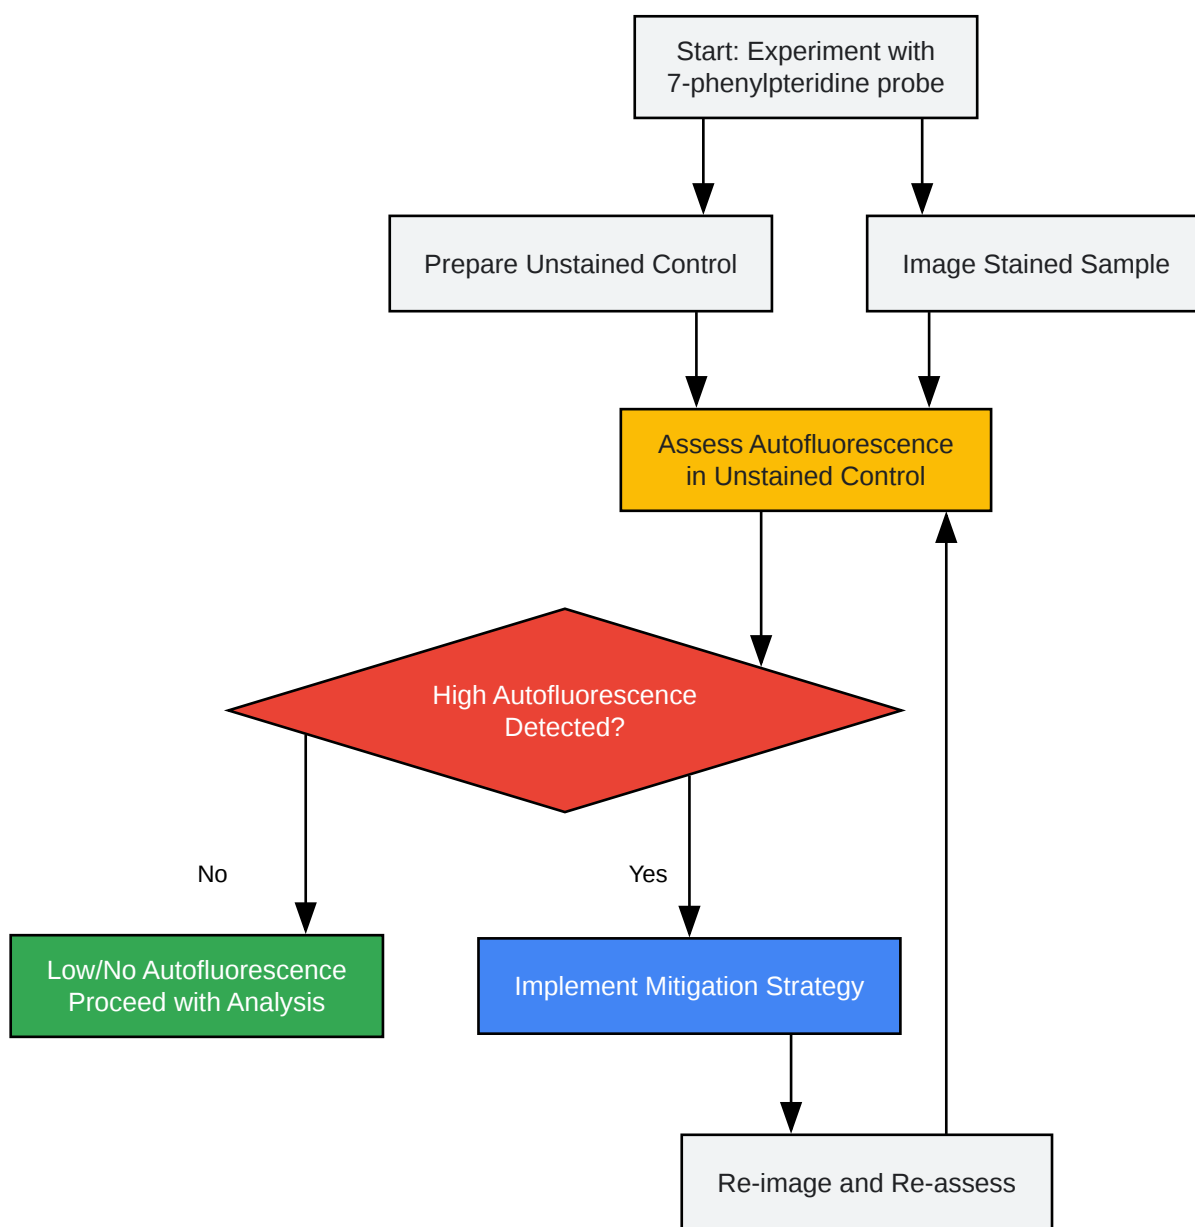 Start: Experiment with
7-phenylpteridine probe
Prepare Unstained Control
Image Stained Sample
Assess Autofluorescence
in Unstained Control
High Autofluorescence
Detected?
No
Yes
Low/No Autofluorescence
Proceed with Analysis
Implement Mitigation Strategy
Re-image and Re-assess